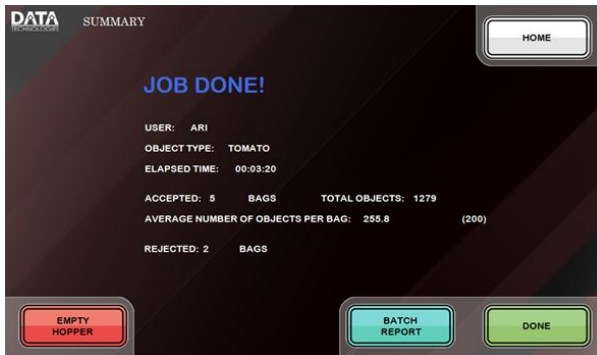 DATA
TECHNOLOGIES
SUMMARY
HOME
JOB DONE!
USER: ARI
OBJECT TYPE: TOMATO
ELAPSED TIME: 00:03:20
ACCEPTED: 5 BAGS TOTAL OBJECTS: 1279
AVERAGE NUMBER OF OBJECTS PER BAG: 255.8 (200)
REJECTED: 2 BAGS
EMPTY
HOPPER
BATCH
REPORT
DONE